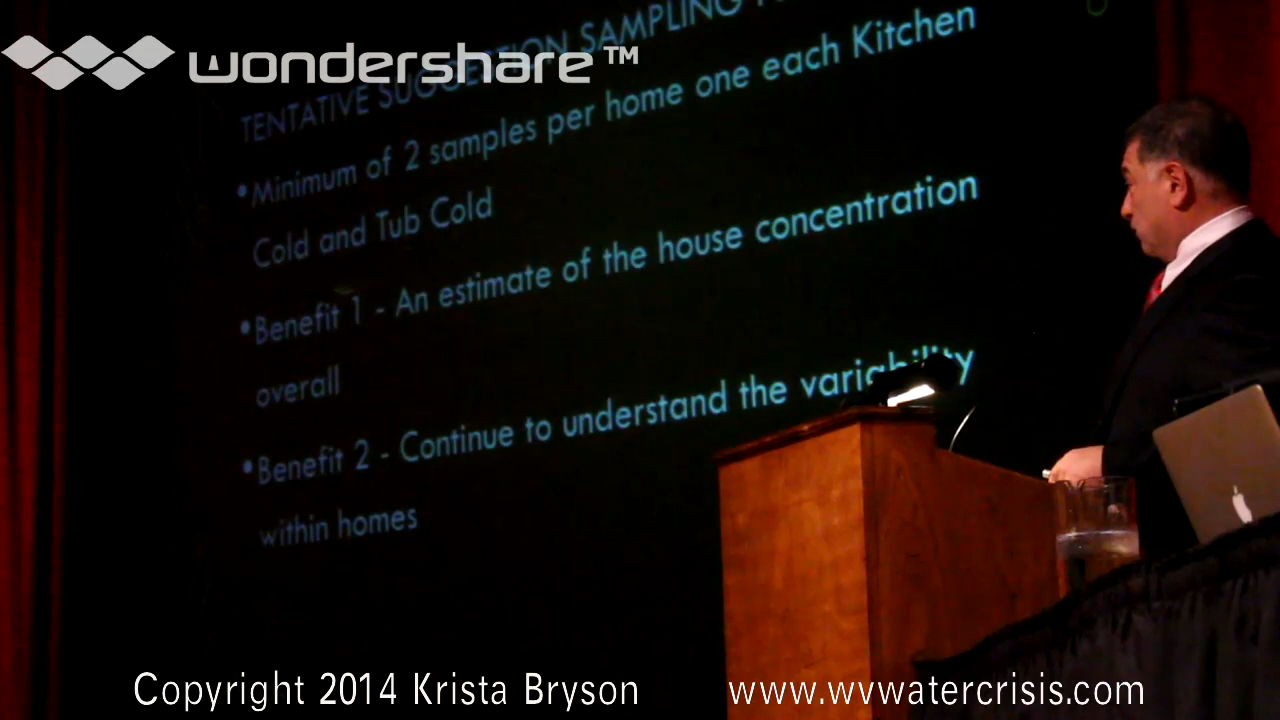 wondershare™
TENTATIVE SUGGESTION SAMPLING
•Minimum of 2 samples per home one each Kitchen
Cold and Tub Cold
•Benefit 1 - An estimate of the house concentration
overall
•Benefit 2 - Continue to understand the variability
within homes
Copyright 2014 Krista Bryson
www.wvwatercrisis.com